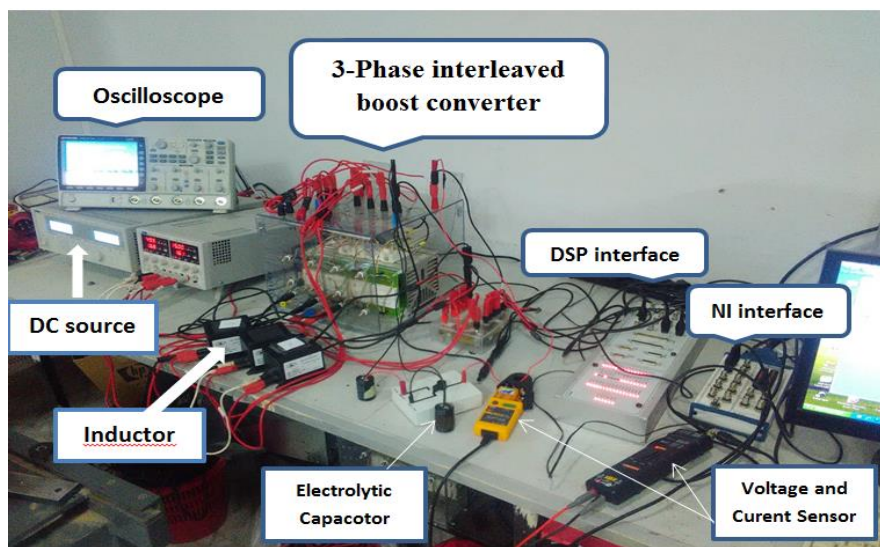 3-Phase interleaved
boost converter
Oscilloscope
DSP interface
NI interface
DC source
Inductor
Electrolytic
Capacotor
Voltage and
Curent Sensor